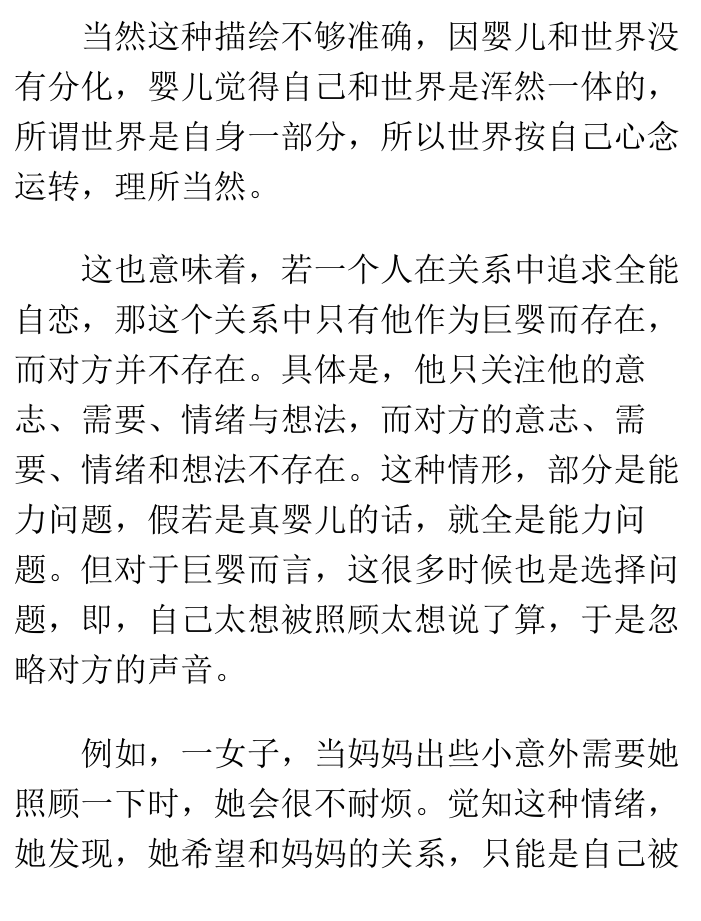 当然这种描绘不够准确，因婴儿和世界没
有分化，婴儿觉得自己和世界是浑然一体的，
所谓世界是自身一部分，所以世界按自己心念
运转，理所当然。
这也意味着，若一个人在关系中追求全能
自恋，那这个关系中只有他作为巨婴而存在，
而对方并不存在。具体是，他只关注他的意
志、需要、情绪与想法，而对方的意志、需
要、情绪和想法不存在。这种情形，部分是能
力问题，假若是真婴儿的话，就全是能力问
题。但对于巨婴而言，这很多时候也是选择问
题，即，自己太想被照顾太想说了算，于是忽
略对方的声音。
例如，一女子，当妈妈出些小意外需要她
照顾一下时，她会很不耐烦。觉知这种情绪，
她发现，她希望和妈妈的关系，只能是自己被